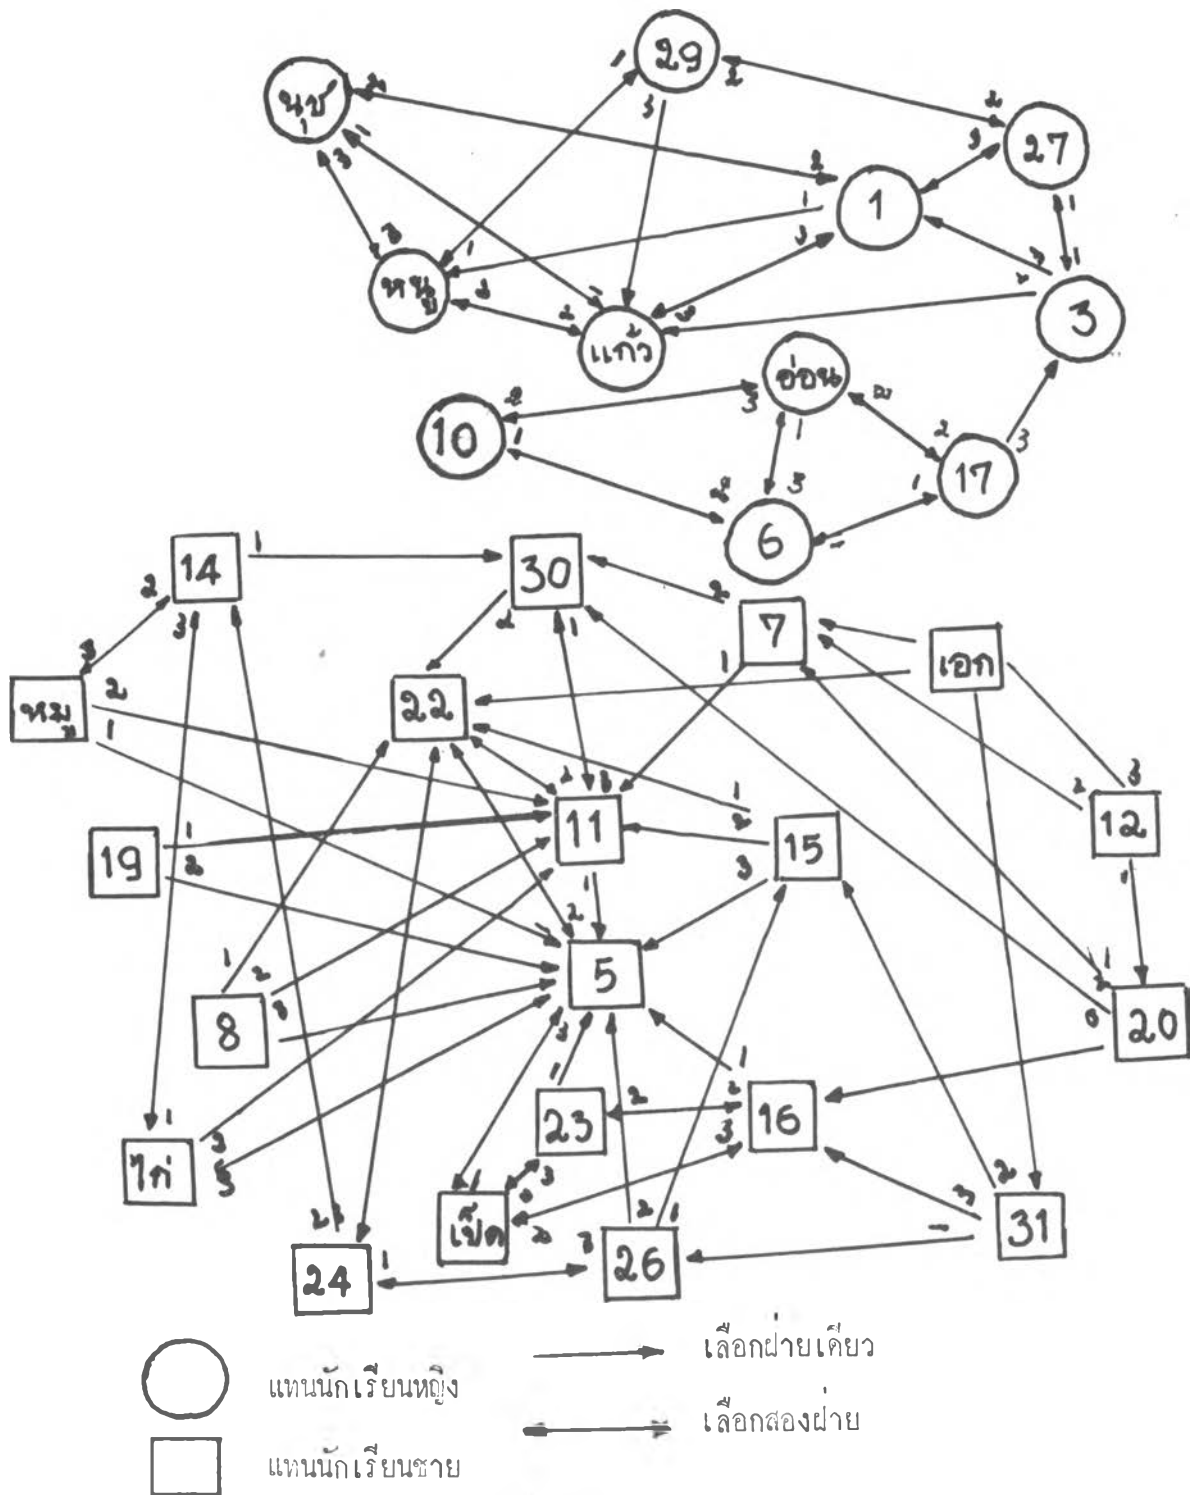 29
นุช
27
1
หนู
แก้ว
3
อ่อน
10
17
6
14
30
7
เอก
หมู
22
11
12
19
15
5
8
20
23
16
ไก่
เป็ด
31
24
26
เลือกฝ่ายเดียว
แทนนักเรียนหญิง
เลือกสองฝ่าย
แทนนักเรียนชาย